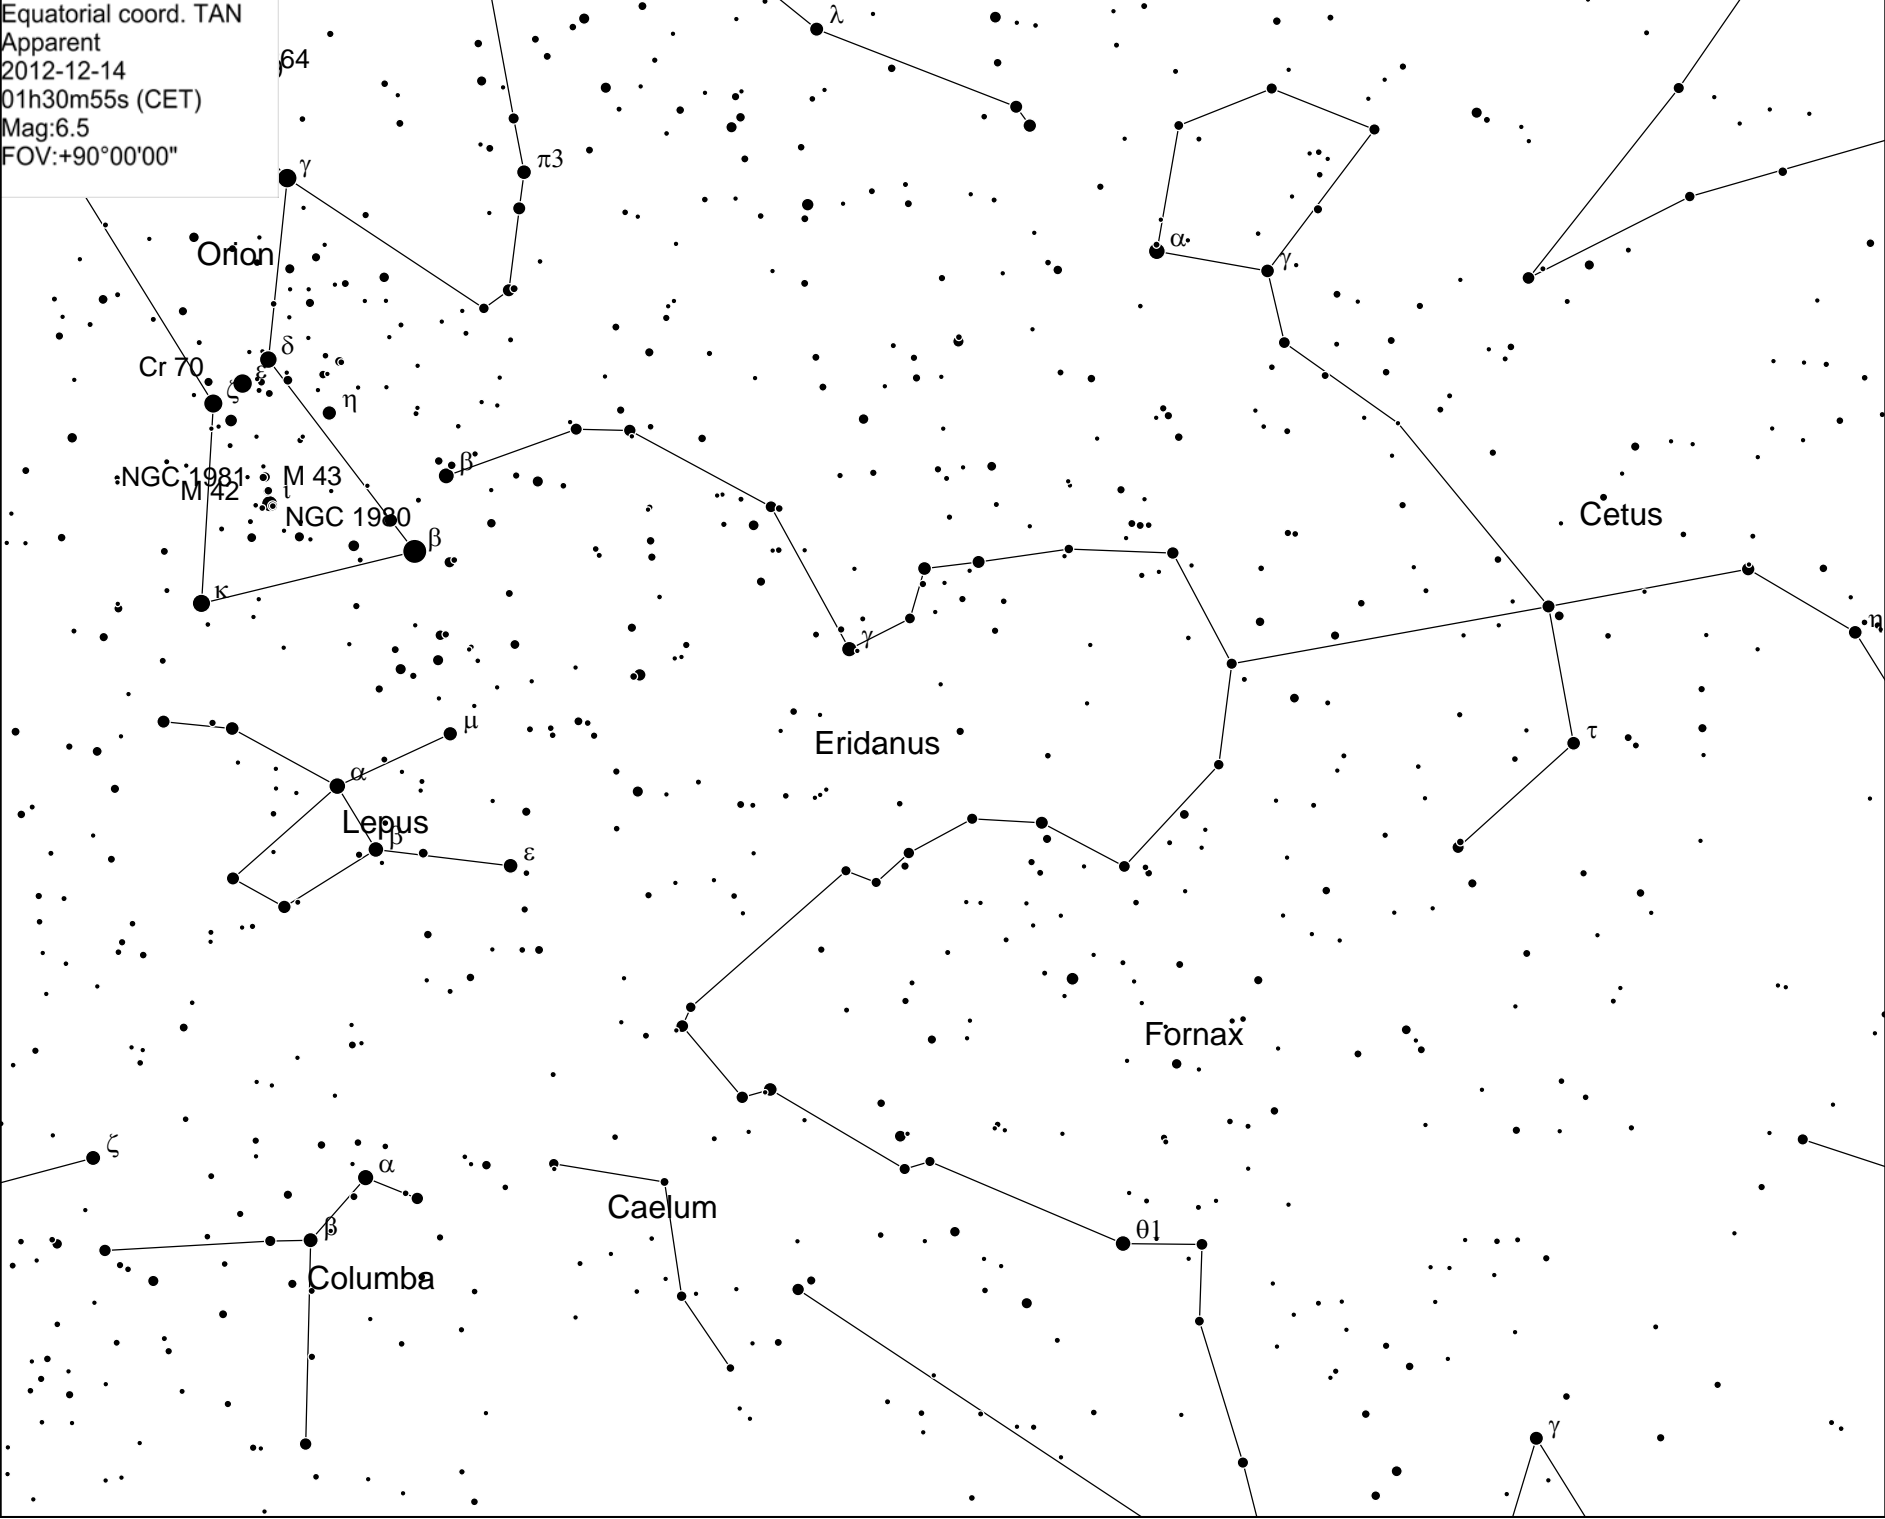 Equatorial coord. TAN
Apparent
2012-12-14
01h30m55s (CET)
Mag:6.5
FOV:+90°00'00"
64
λ
π3
γ
α
γ
Orion
δ
Cr 70
ε
ζ
η
β
NGC 1981
M 43
M 42
ι
NGC 1980
β
Cetus
κ
γ
η
μ
τ
Eridanus
α
Lepus
β
ε
Fornax
ζ
α
Caelum
β
θ1
Columba
γ